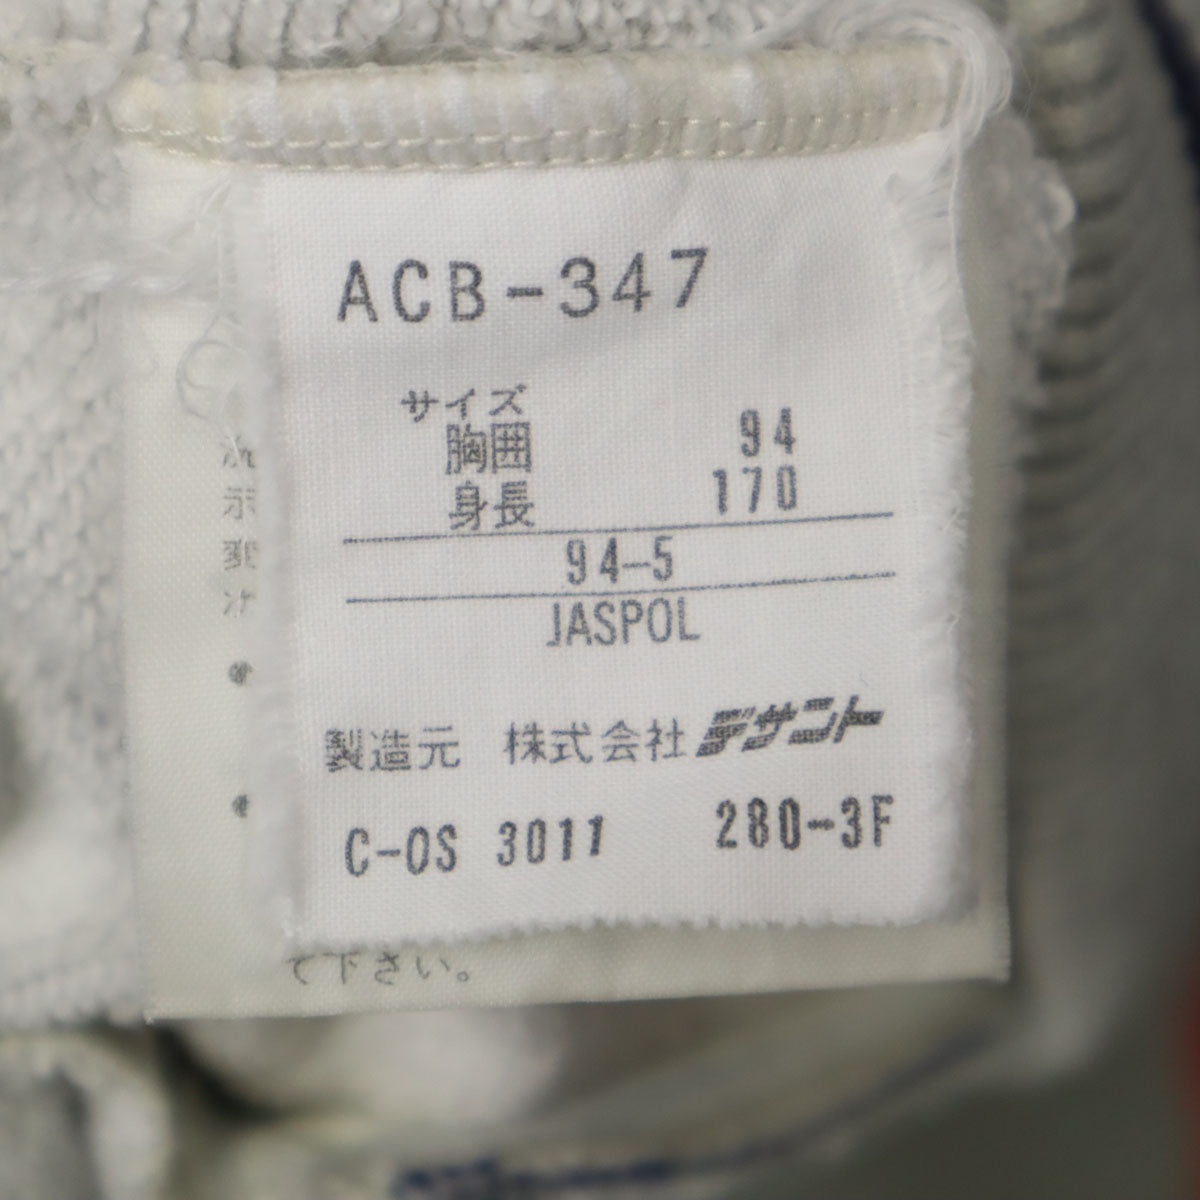 ACB-347
サイズ
胸囲 94
身長 170
94-5
JASPOL
製造元 株式会社デサント
C-OS 3011 280-3F
て下さい。